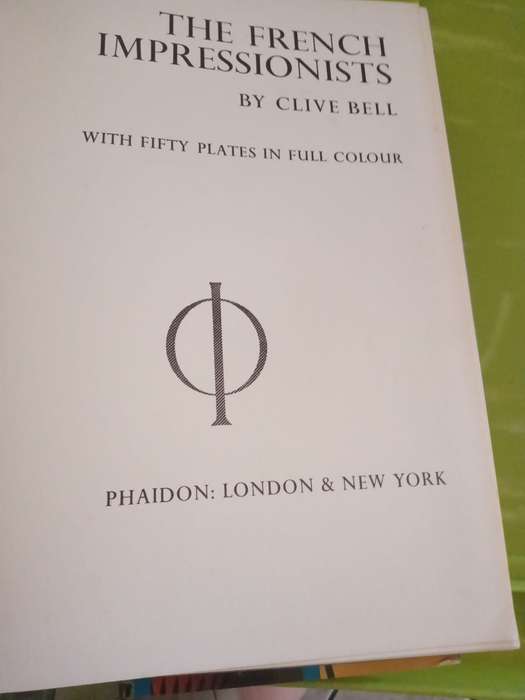 THE FRENCH
IMPRESSIONISTS
BY CLIVE BELL
WITH FIFTY PLATES IN FULL COLOUR
PHAIDON: LONDON & NEW YORK